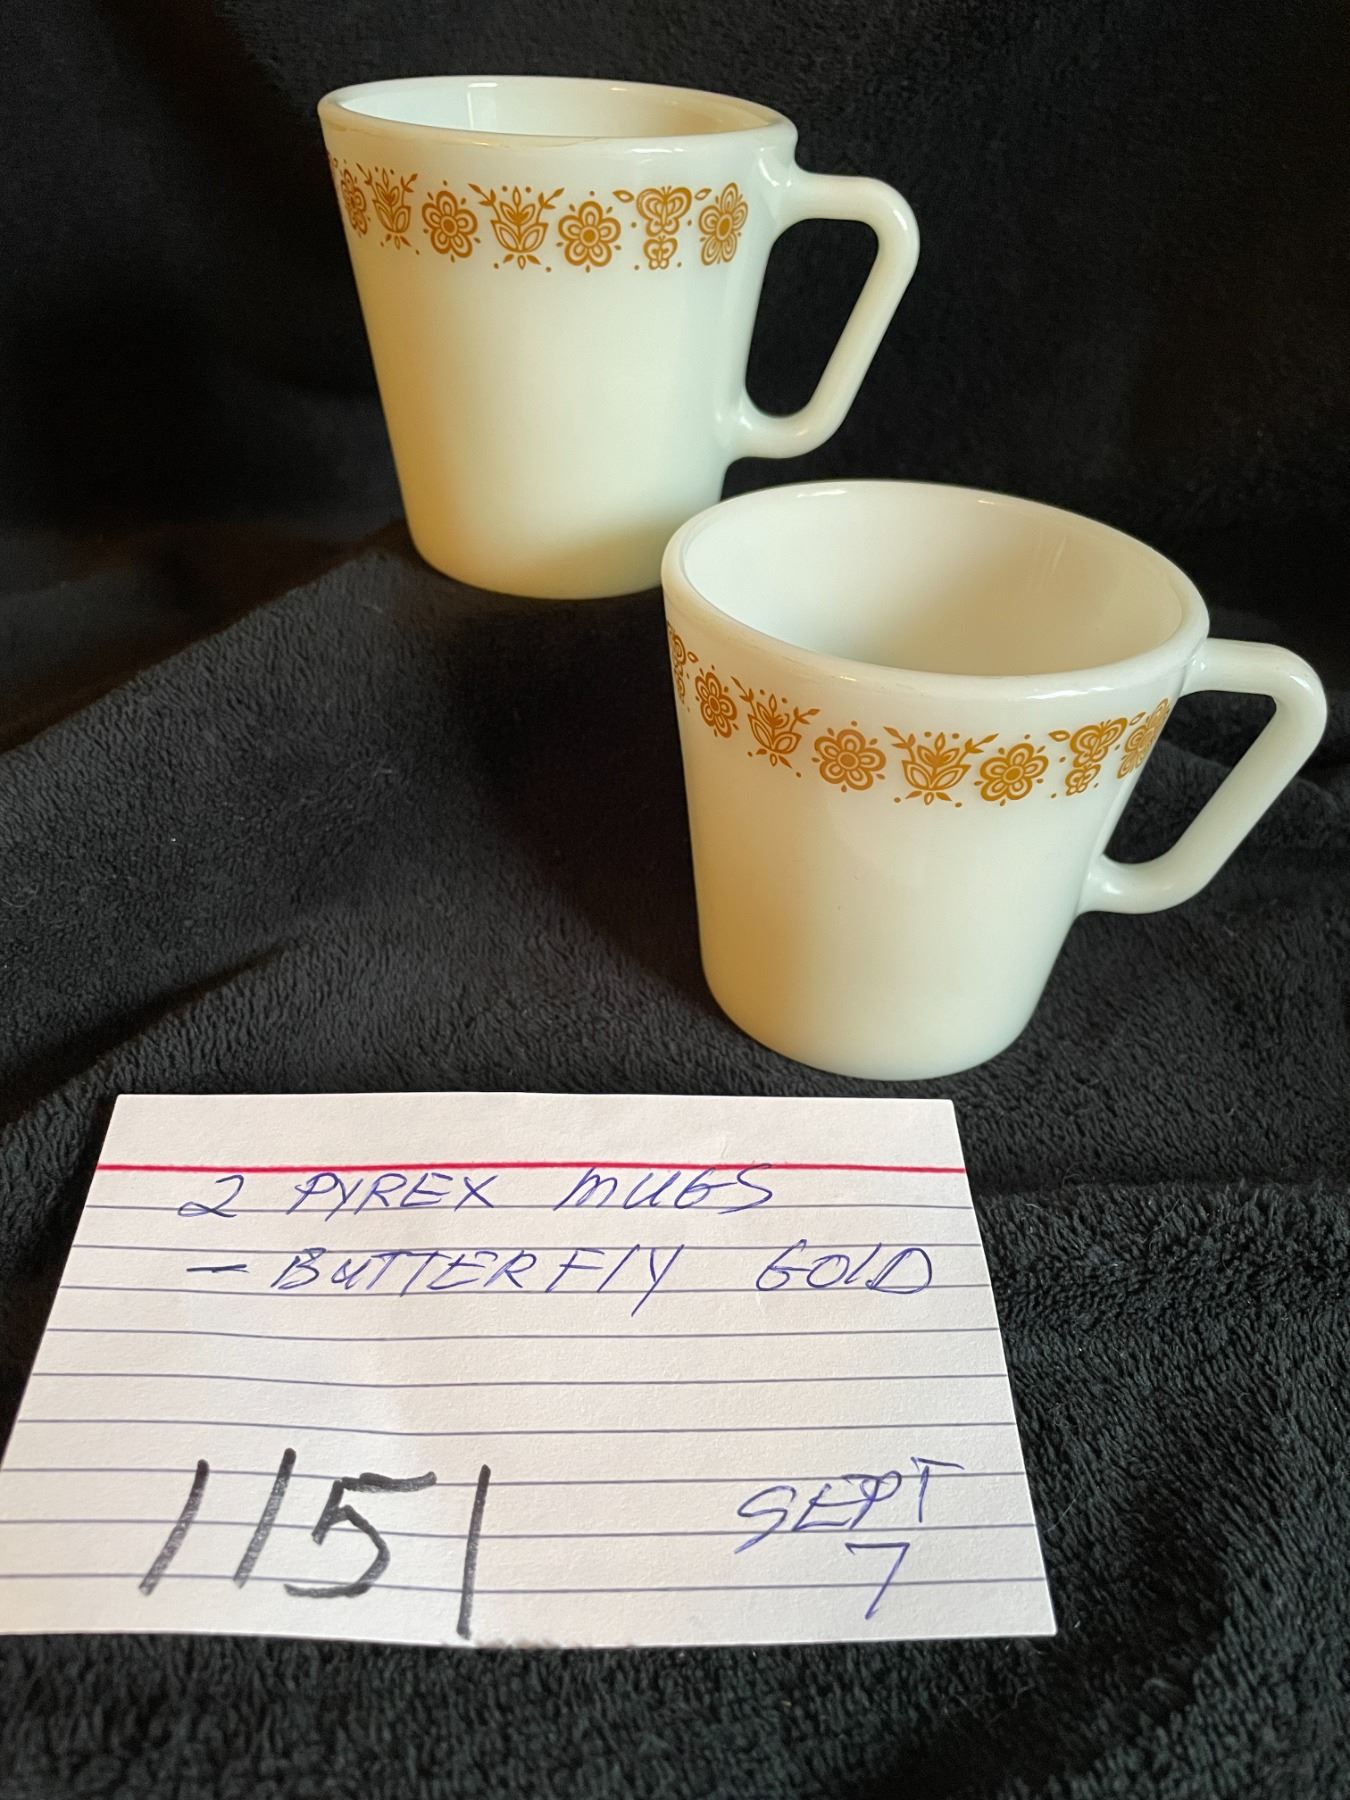 2 PYREX MUGS
- BUTTERFLY GOLD
1151
SEPT
7